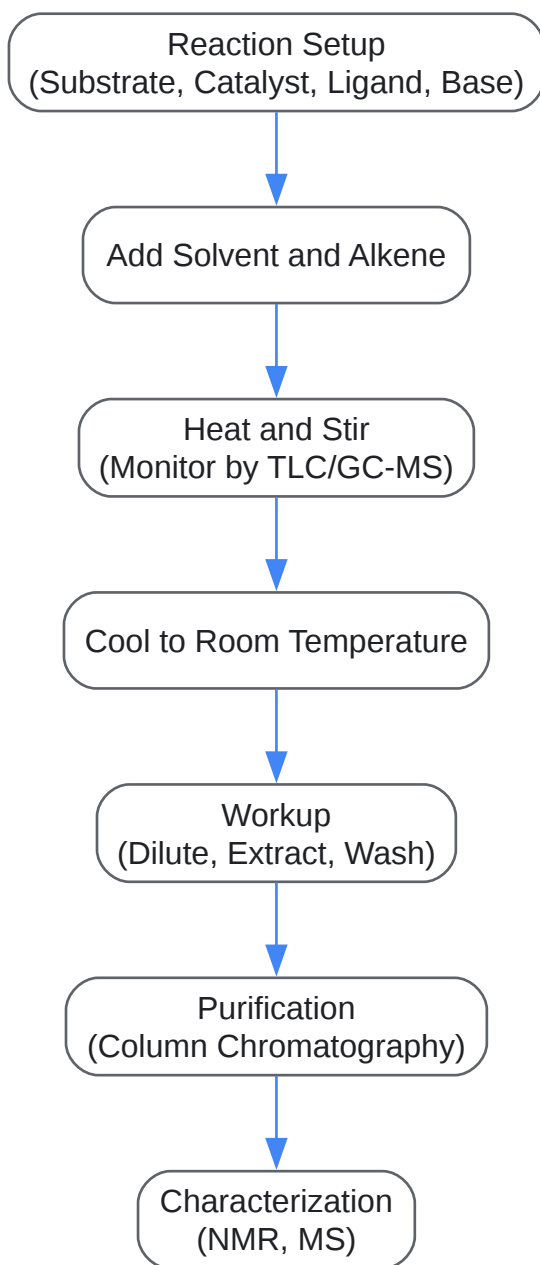 Reaction Setup
(Substrate, Catalyst, Ligand, Base)
Add Solvent and Alkene
Heat and Stir
(Monitor by TLC/GC-MS)
Cool to Room Temperature
Workup
(Dilute, Extract, Wash)
Purification
(Column Chromatography)
Characterization
(NMR, MS)